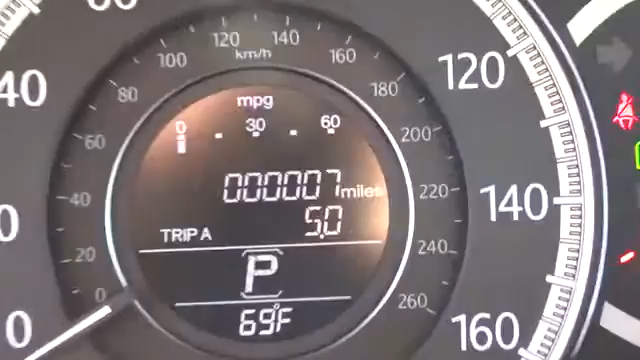 80
120 140
km/h
100 160
40
80 180
120
mpg
0 30 60
60 200
000007 miles
40 220
140
5.0
TRIP A
20 240
P
0 260
0
69°F
160